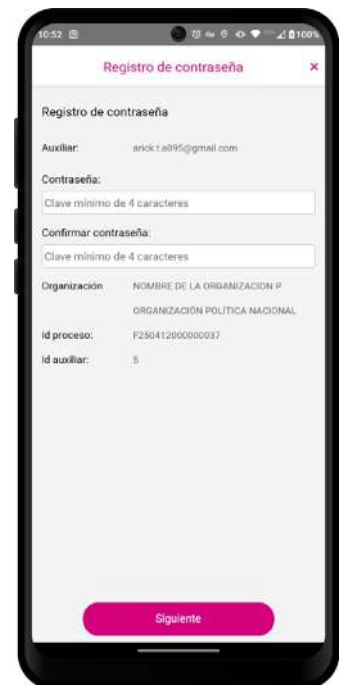 10:52 100%
Registro de contraseña ×
Registro de contraseña
Auxiliar: arick.t.a095@gmail.com
Contraseña:
Clave mínimo de 4 caracteres
Confirmar contraseña:
Clave mínimo de 4 caracteres
Organización NOMBRE DE LA ORGANIZACION P
ORGANIZACIÓN POLÍTICA NACIONAL
Id proceso: F250412000000037
Id auxiliar: 5
Siguiente